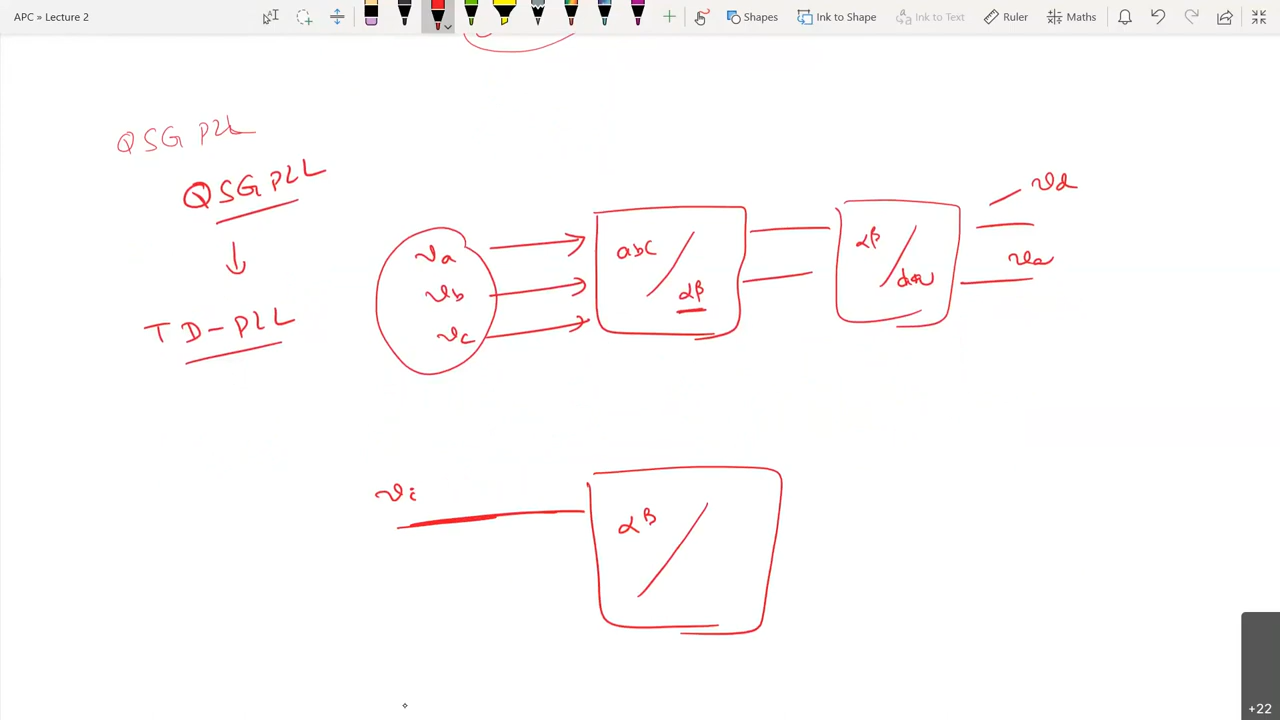 APC » Lecture 2
Shapes
Ink to Shape
Ink to Text
Ruler
Maths
QSG PLL
QSG PLL
TD-PLL
va
vb
vc
abc
αβ
αβ
dq
vd
vq
vi
αβ
+22